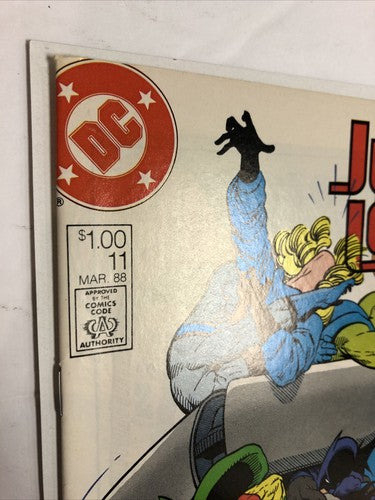 DC
®
$1.00
11
MAR. 88
APPROVED
BY THE
COMICS
CODE
CA
AUTHORITY